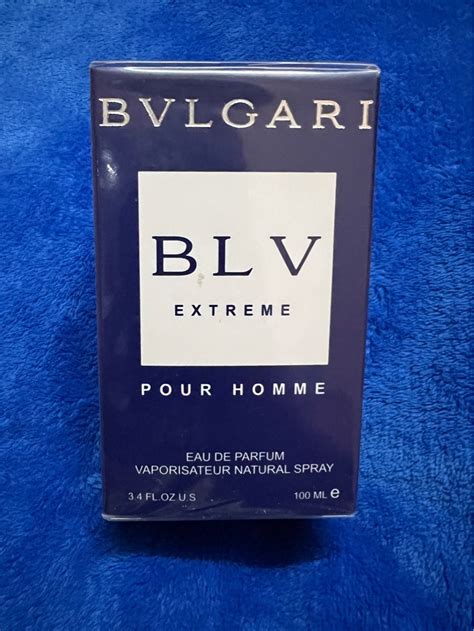 BVLGARI
BLV
EXTREME
POUR HOMME
EAU DE PARFUM
VAPORISATEUR NATURAL SPRAY
3.4 FL.OZ U.S 100 ML e